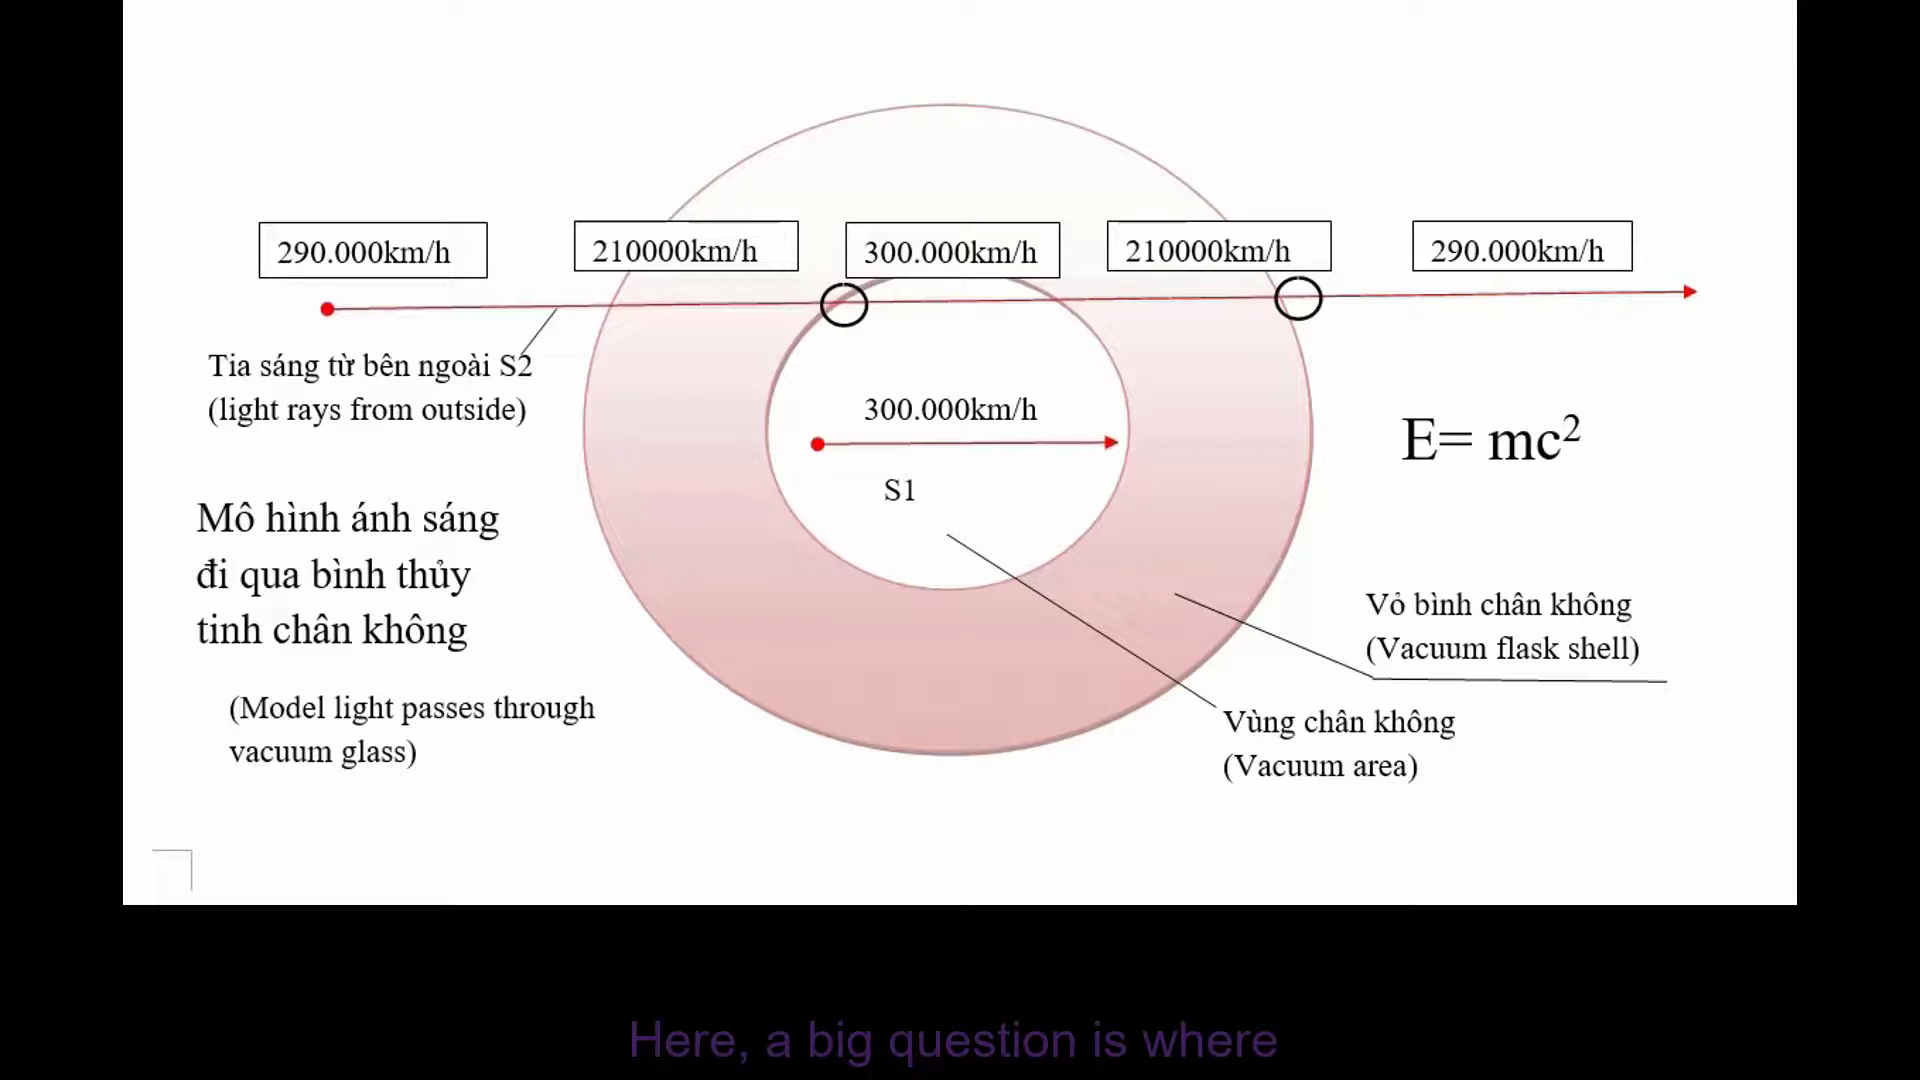 290.000km/h
210000km/h
300.000km/h
210000km/h
290.000km/h
Tia sáng từ bên ngoài S2
(light rays from outside)
300.000km/h
S1
E= mc²
Mô hình ánh sáng
đi qua bình thủy
tinh chân không
(Model light passes through
vacuum glass)
Vỏ bình chân không
(Vacuum flask shell)
Vùng chân không
(Vacuum area)
Here, a big question is where